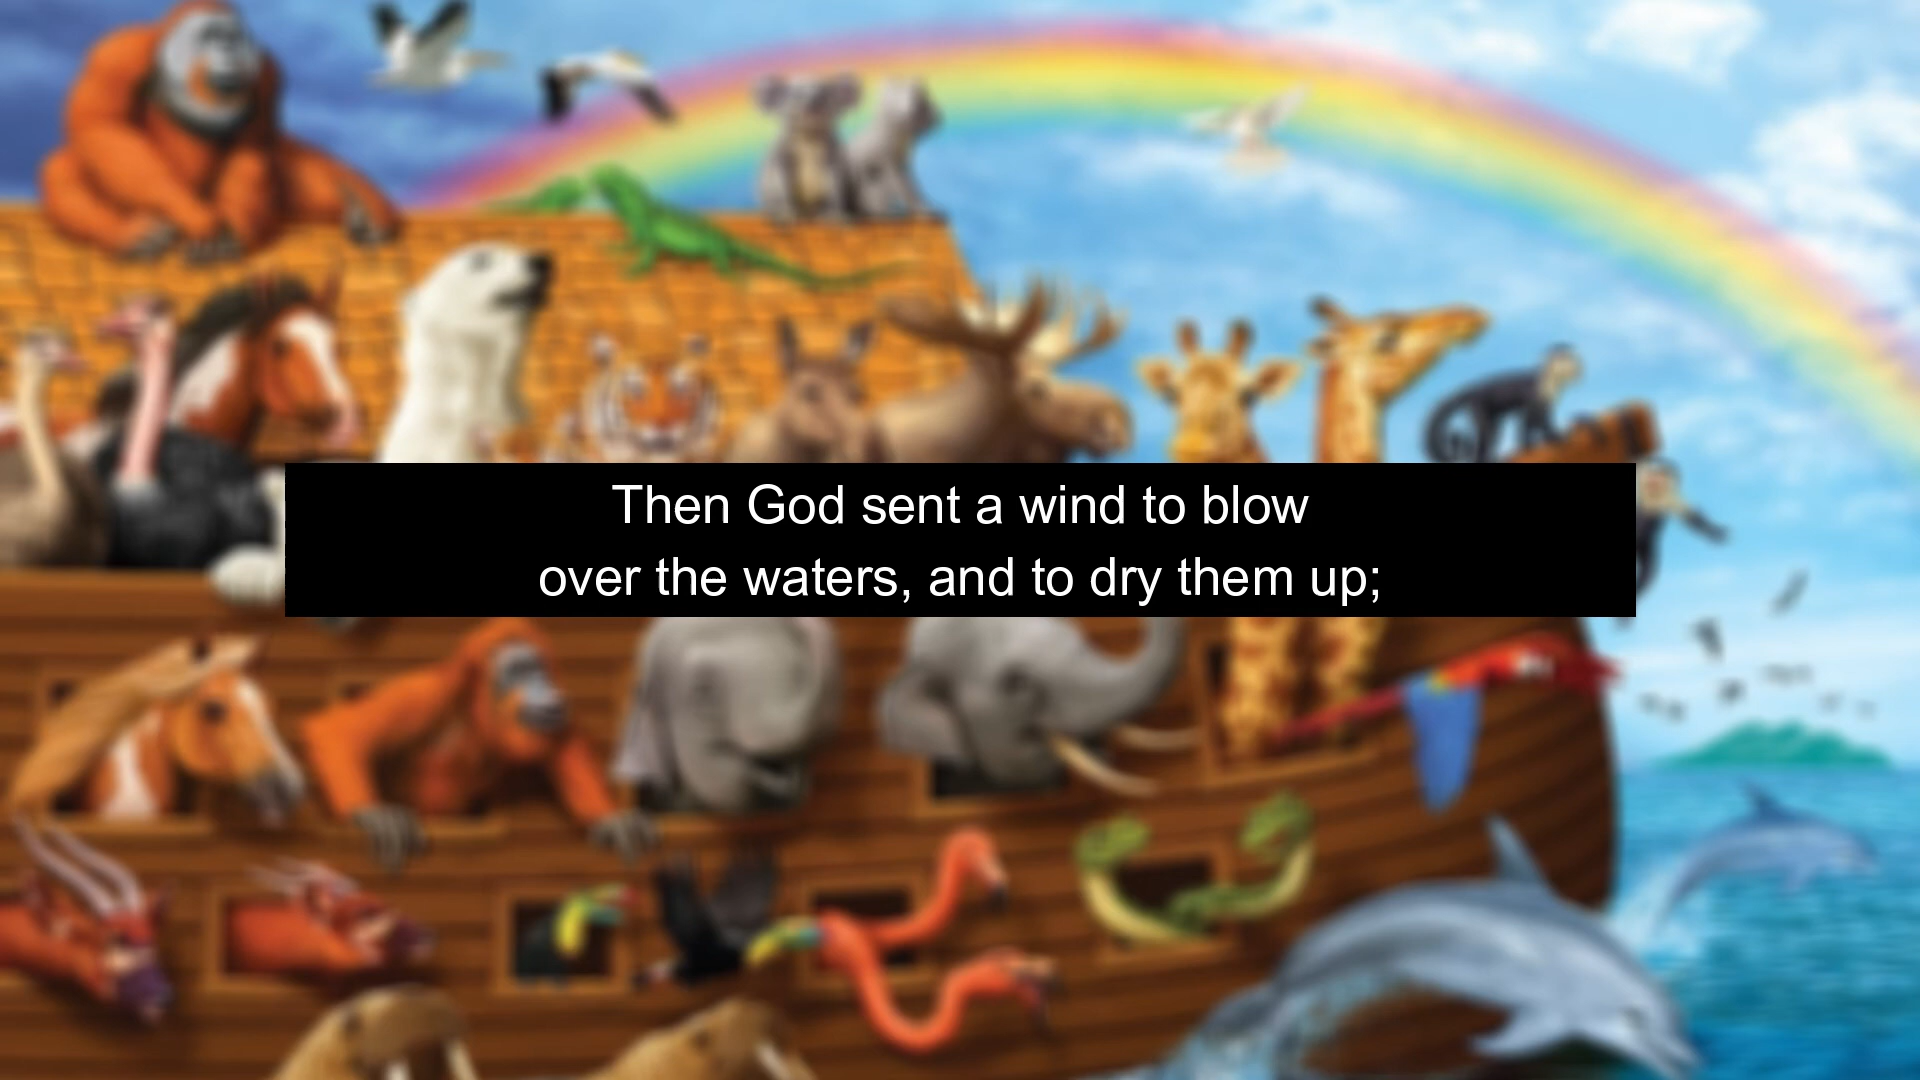 Then God sent a wind to blow
over the waters, and to dry them up;